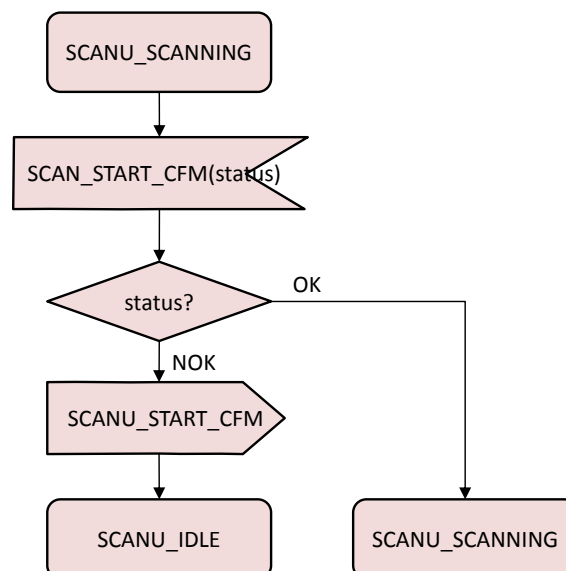 SCANU_SCANNING
SCAN_START_CFM(status)
status?
OK
NOK
SCANU_START_CFM
SCANU_IDLE
SCANU_SCANNING